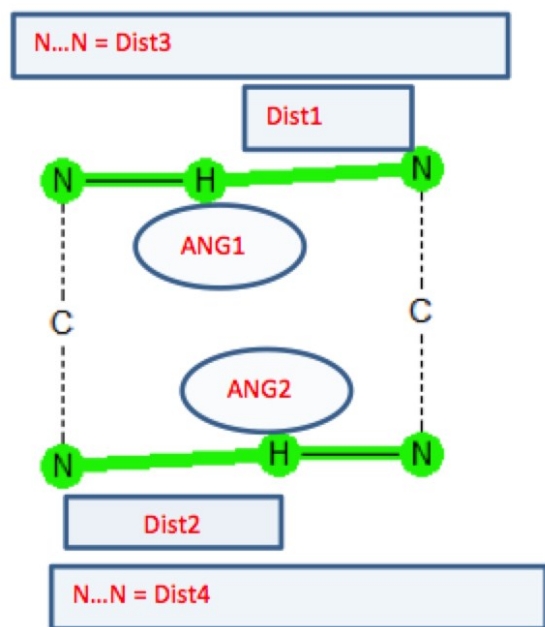 N...N = Dist3
Dist1
N H N
ANG1
C C
ANG2
N H N
Dist2
N...N = Dist4